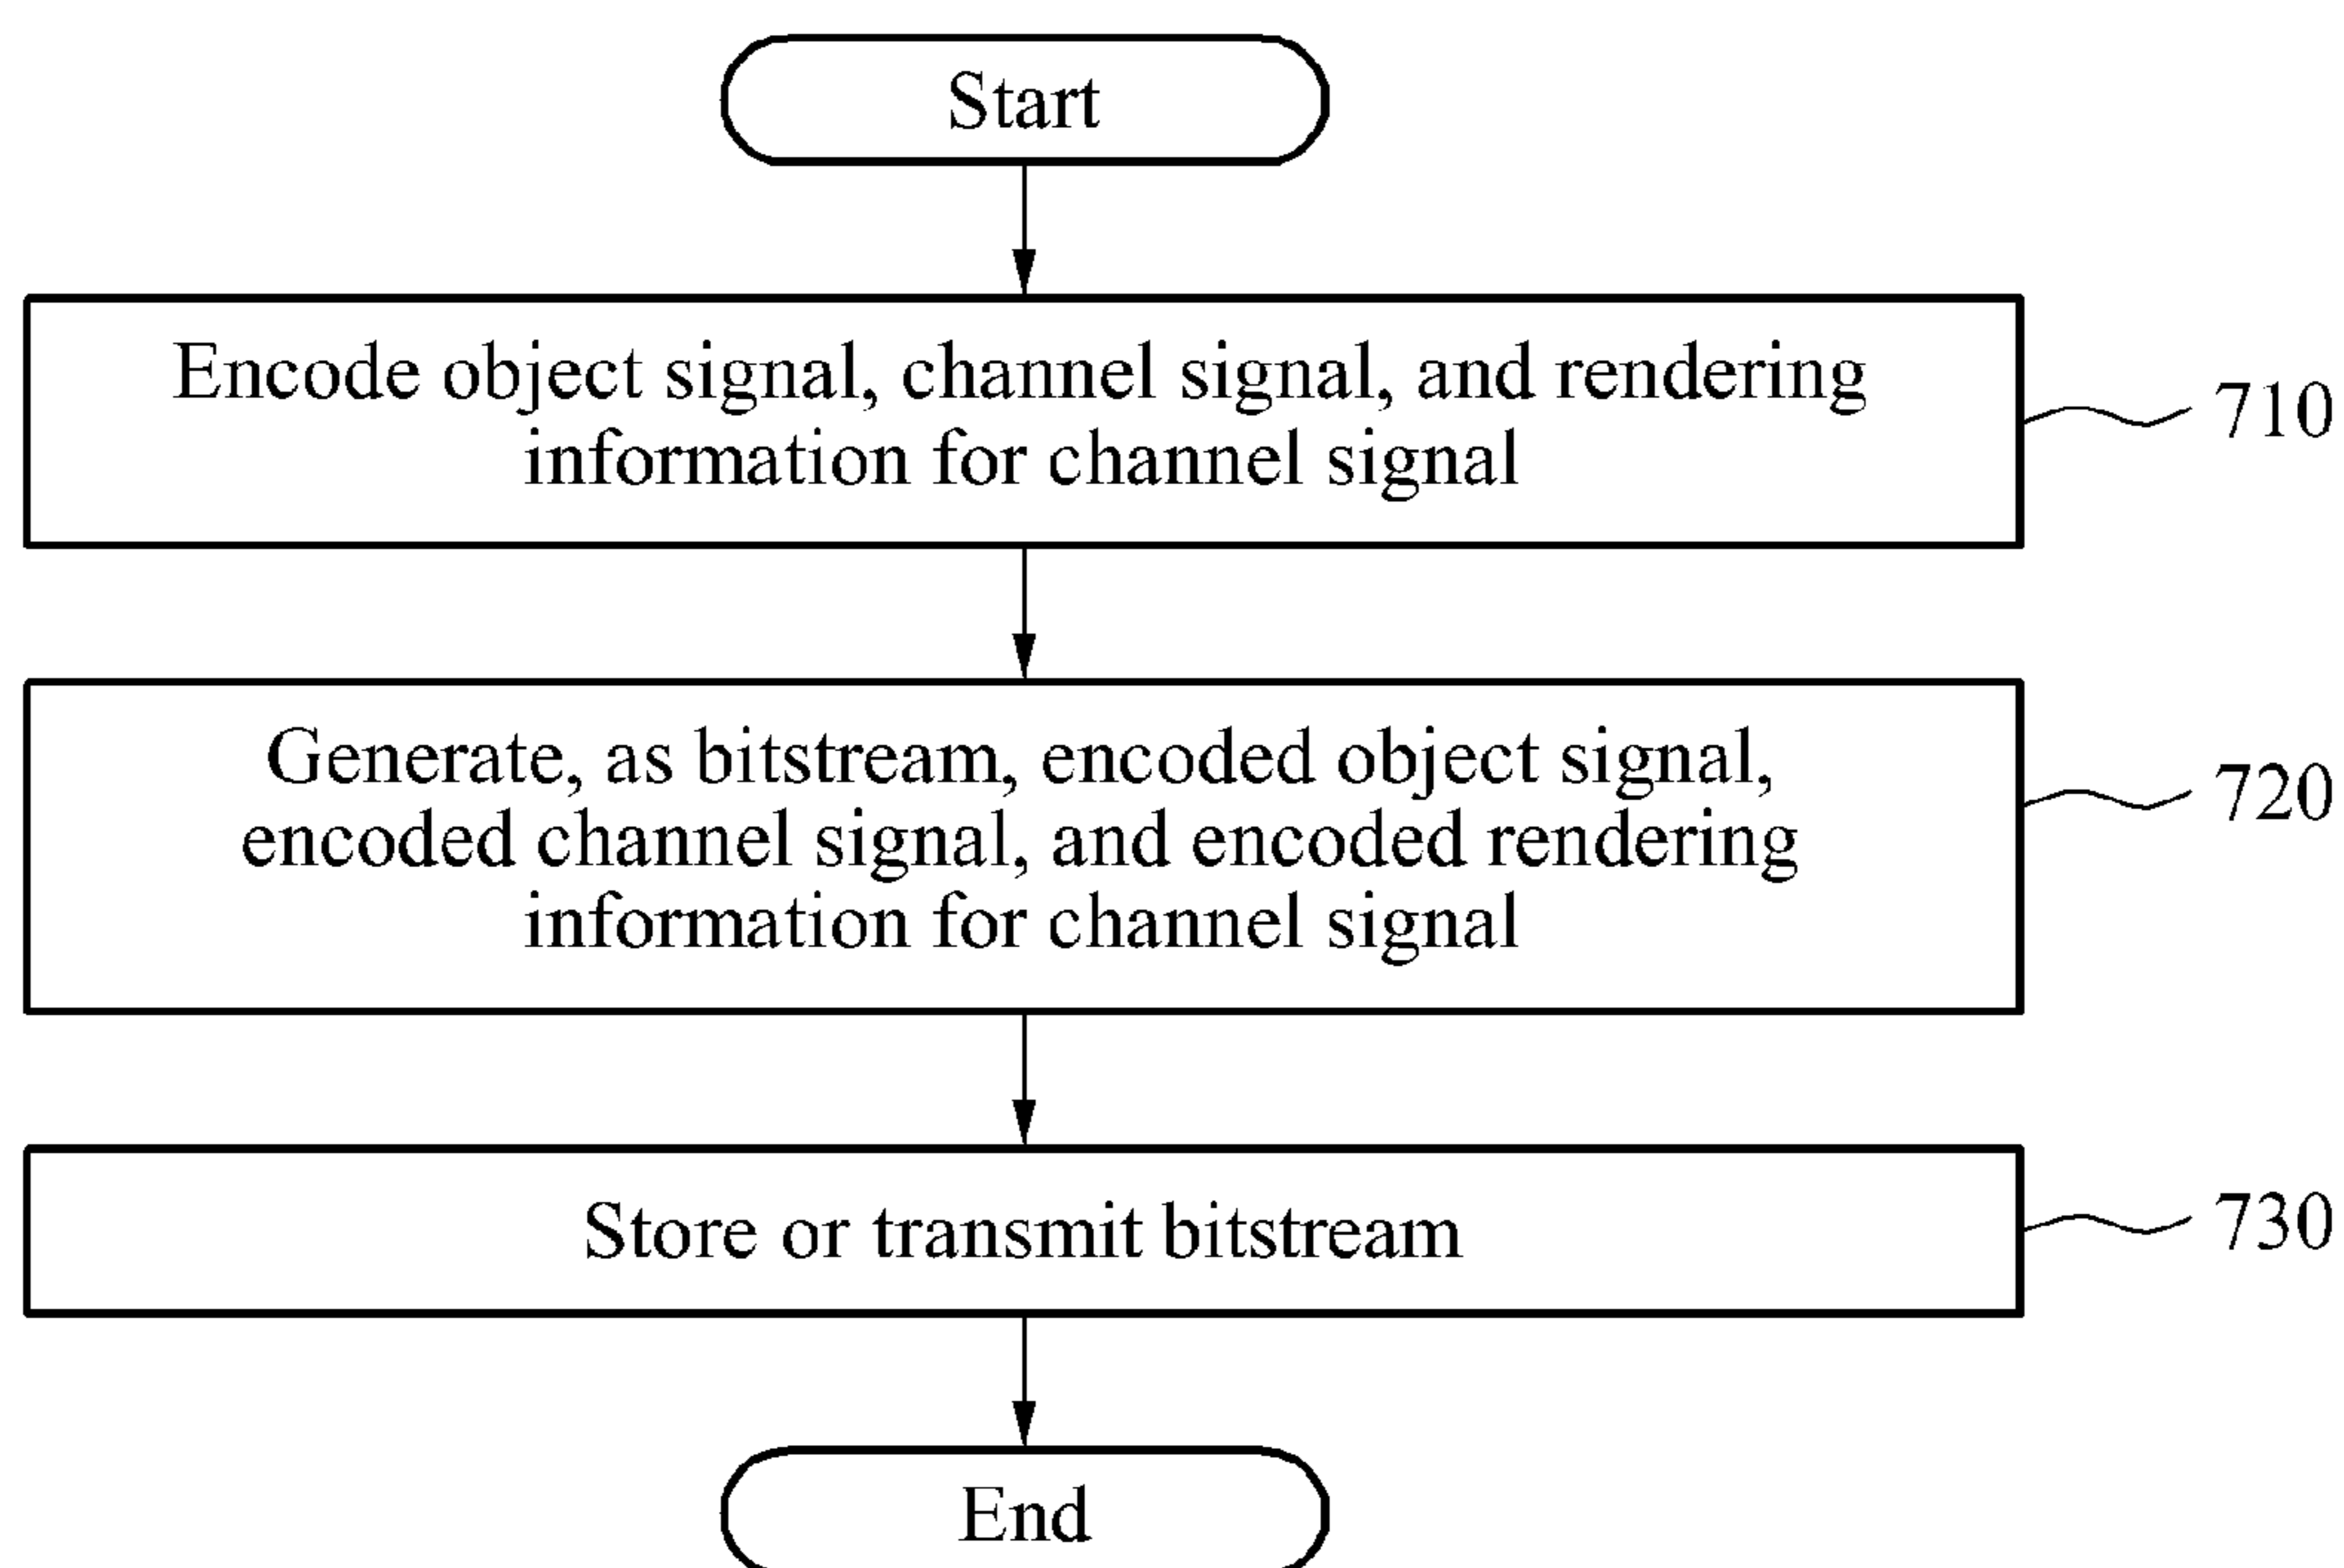 Start
Encode object signal, channel signal, and rendering
information for channel signal
710
Generate, as bitstream, encoded object signal,
encoded channel signal, and encoded rendering
information for channel signal
720
Store or transmit bitstream
730
End